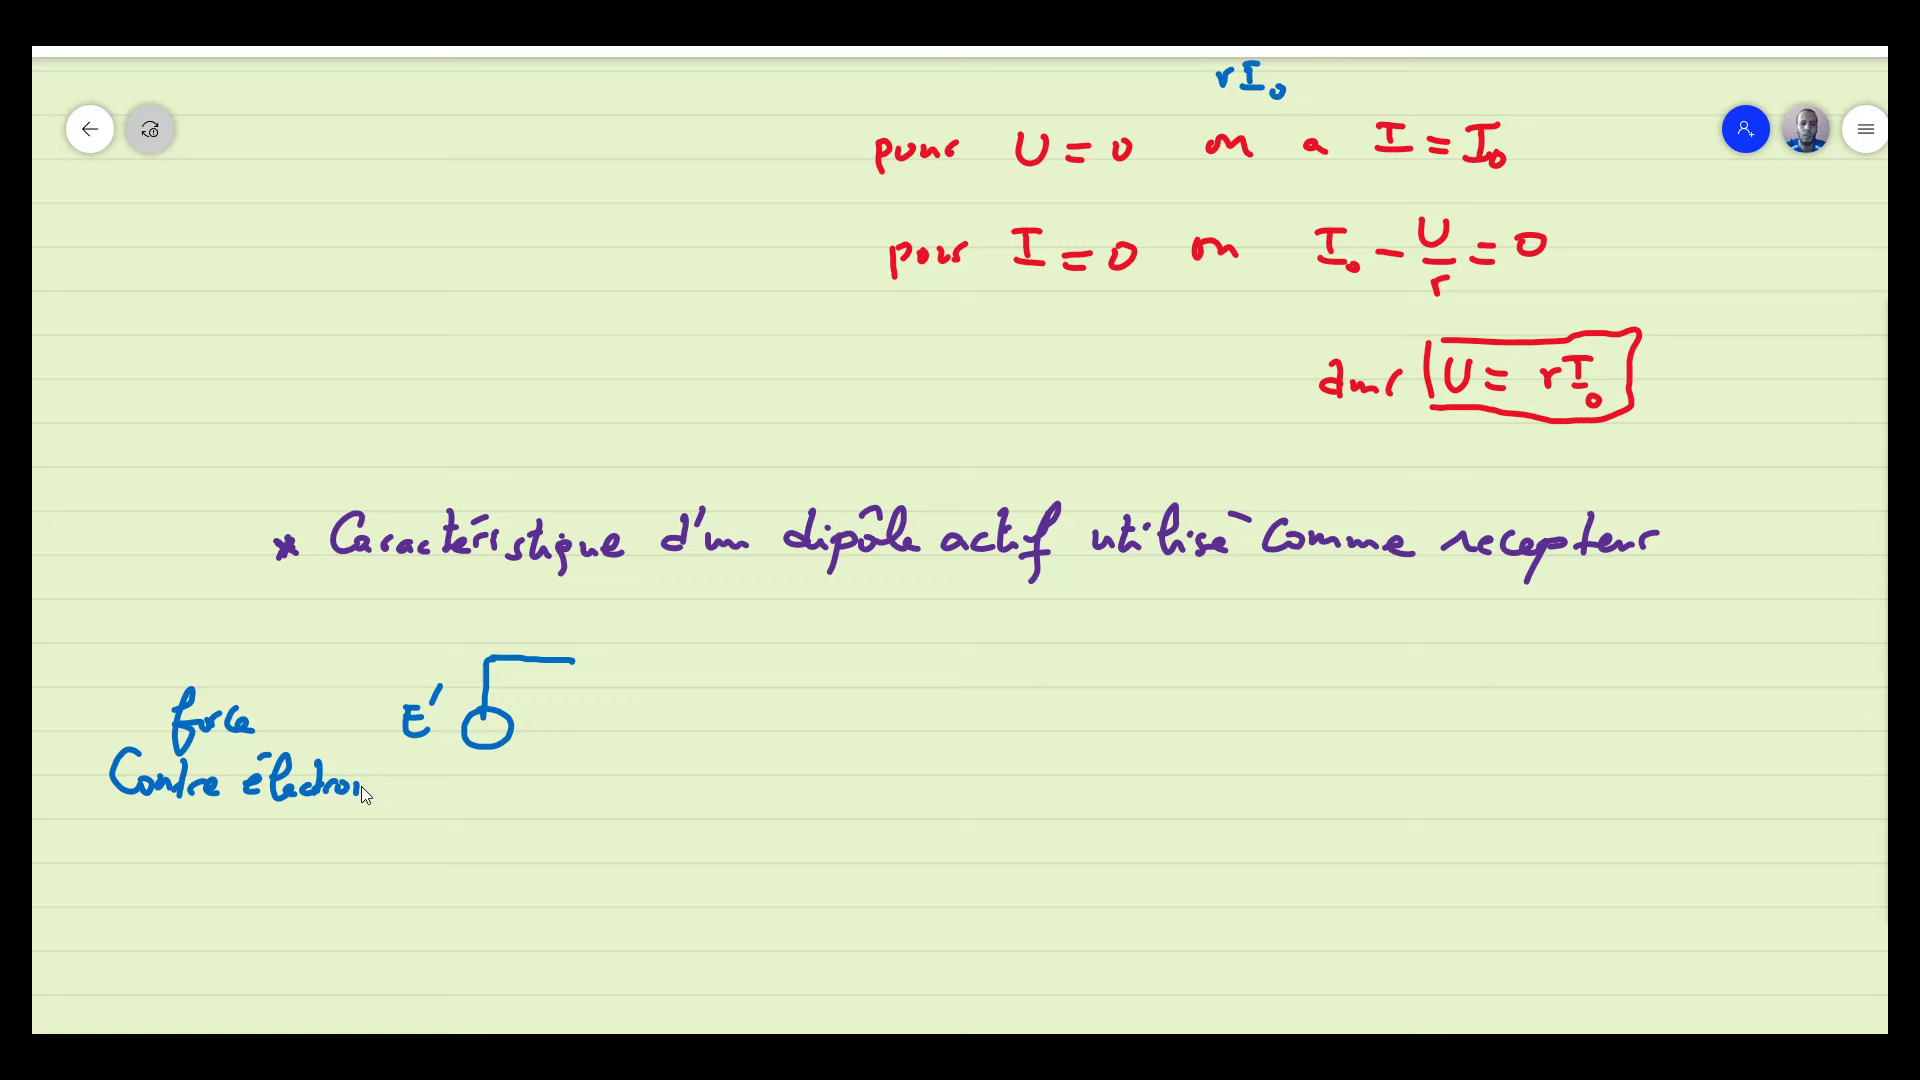 rI₀
pour U = 0 on a I = I₀
pour I = 0 on I₀ - U/r = 0
donc U = rI₀
* Caractéristique d'un dipôle actif utilisé comme recepteur
force E'
Contre électrom